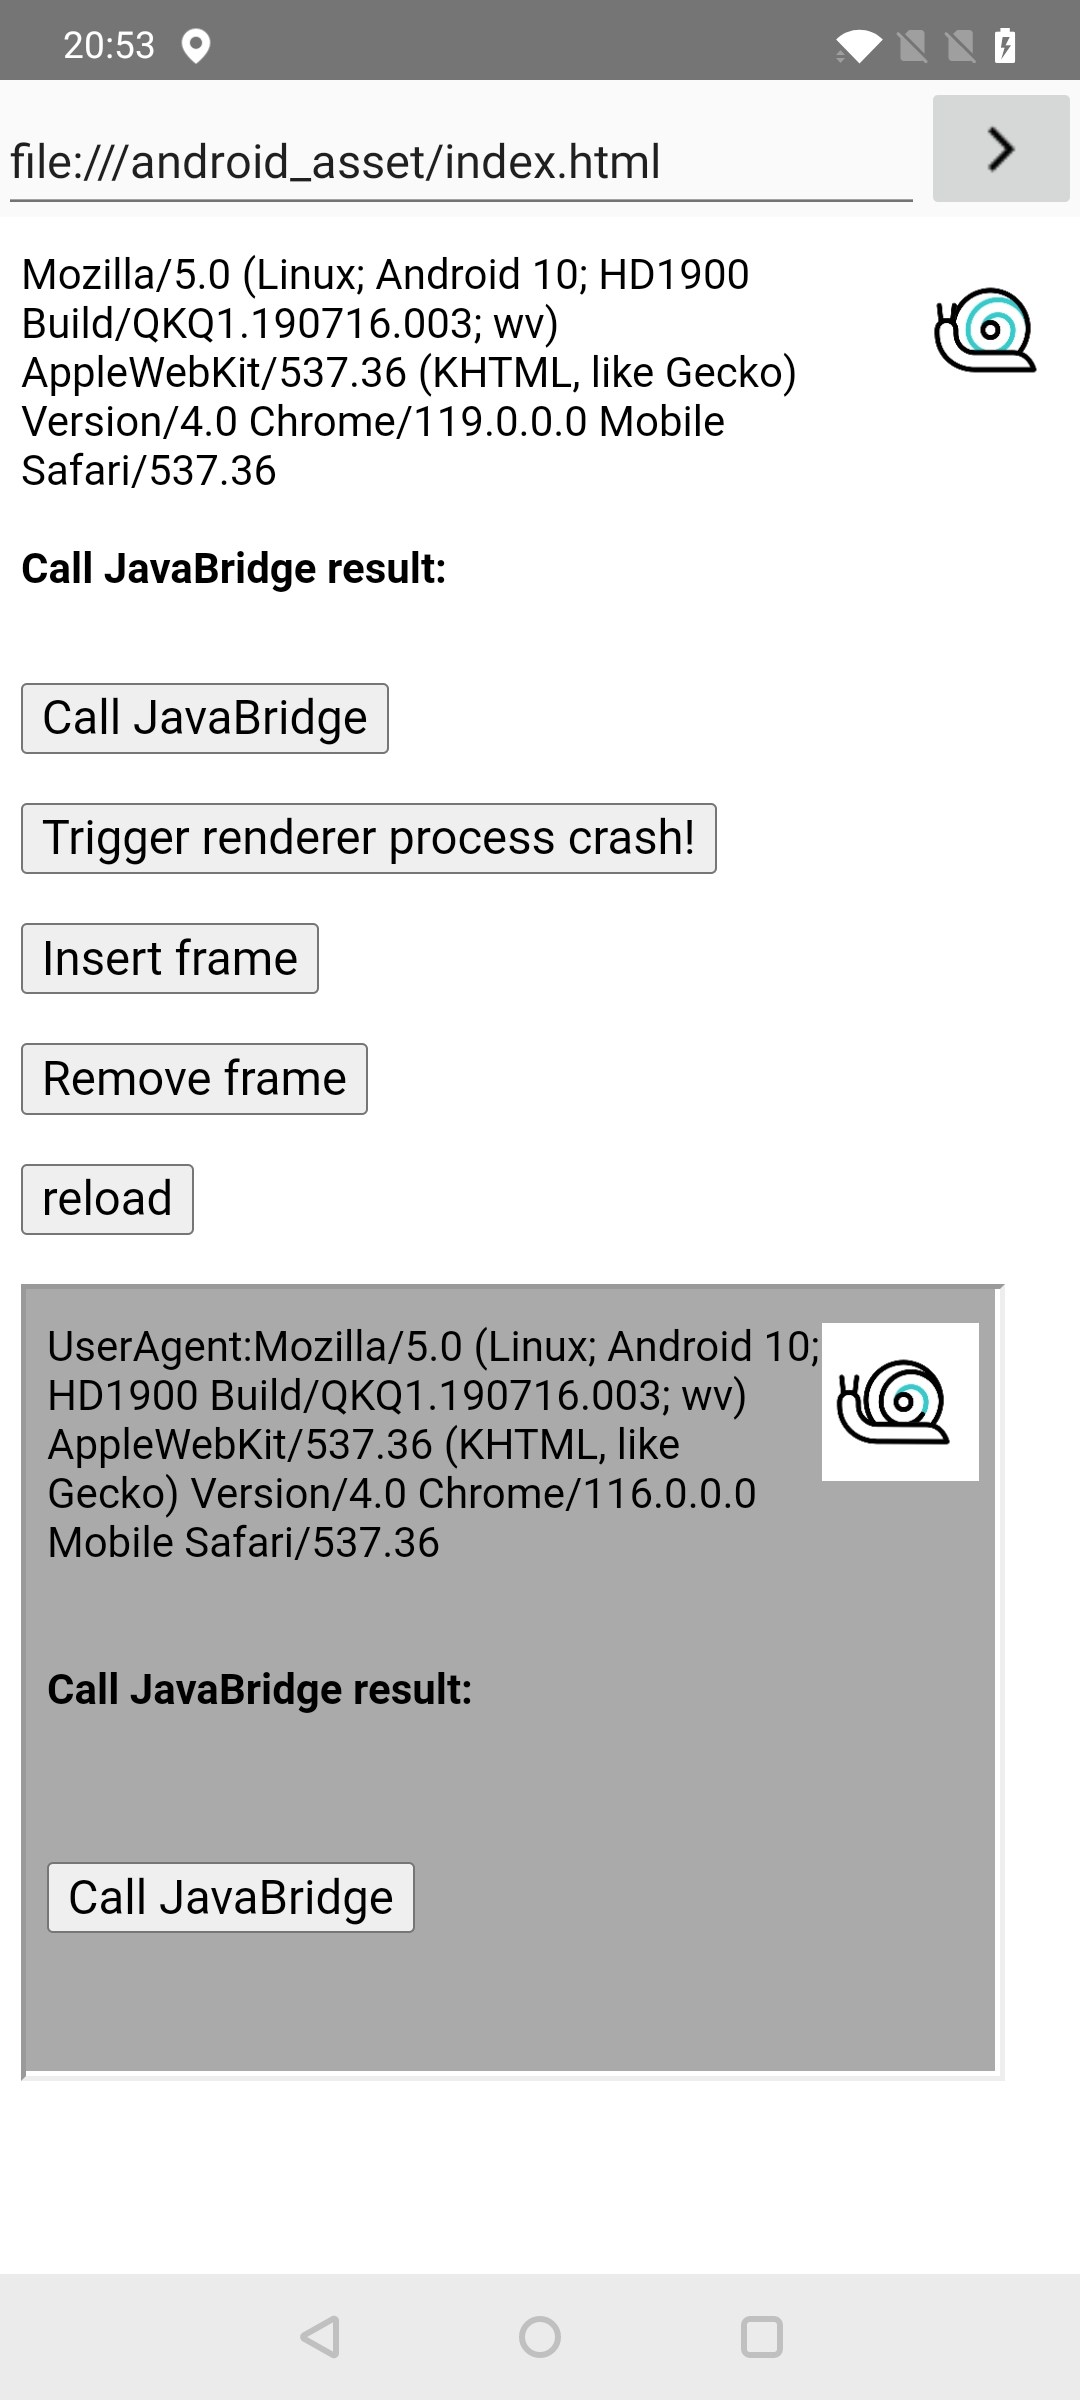 20:53
file:///android_asset/index.html
Mozilla/5.0 (Linux; Android 10; HD1900
Build/QKQ1.190716.003; wv)
AppleWebKit/537.36 (KHTML, like Gecko)
Version/4.0 Chrome/119.0.0.0 Mobile
Safari/537.36
Call JavaBridge result:
Call JavaBridge
Trigger renderer process crash!
Insert frame
Remove frame
reload
UserAgent:Mozilla/5.0 (Linux; Android 10;
HD1900 Build/QKQ1.190716.003; wv)
AppleWebKit/537.36 (KHTML, like
Gecko) Version/4.0 Chrome/116.0.0.0
Mobile Safari/537.36
Call JavaBridge result:
Call JavaBridge